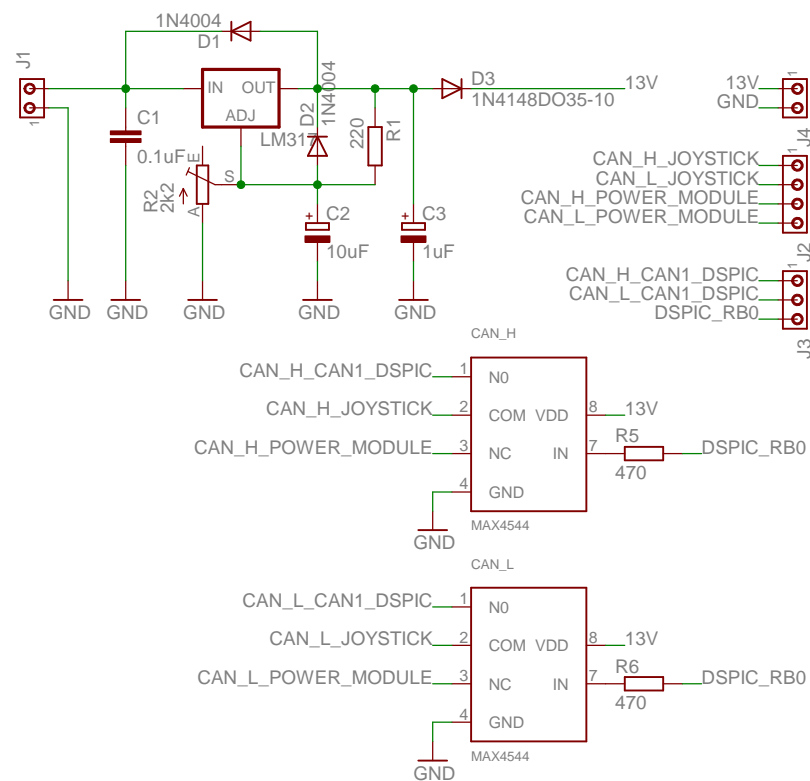 1N4004
D1
J1
1
IN
OUT
ADJ
LM317
D2
1N4004
C1
0.1uF
E
S
A
R2
2k2
220
R1
D3
1N4148DO35-10
13V
C2
10uF
C3
1uF
GND
GND
GND
GND
GND
13V
GND
1
J4
CAN_H_JOYSTICK
CAN_L_JOYSTICK
CAN_H_POWER_MODULE
CAN_L_POWER_MODULE
1
J2
CAN_H_CAN1_DSPIC
CAN_L_CAN1_DSPIC
DSPIC_RB0
1
J3
CAN_H
CAN_H_CAN1_DSPIC 1 N0
CAN_H_JOYSTICK 2 COM VDD 8 13V
CAN_H_POWER_MODULE 3 NC IN 7 R5 DSPIC_RB0
470
4 GND
GND
MAX4544
CAN_L
CAN_L_CAN1_DSPIC 1 N0
CAN_L_JOYSTICK 2 COM VDD 8 13V
CAN_L_POWER_MODULE 3 NC IN 7 R6 DSPIC_RB0
470
4 GND
GND
MAX4544